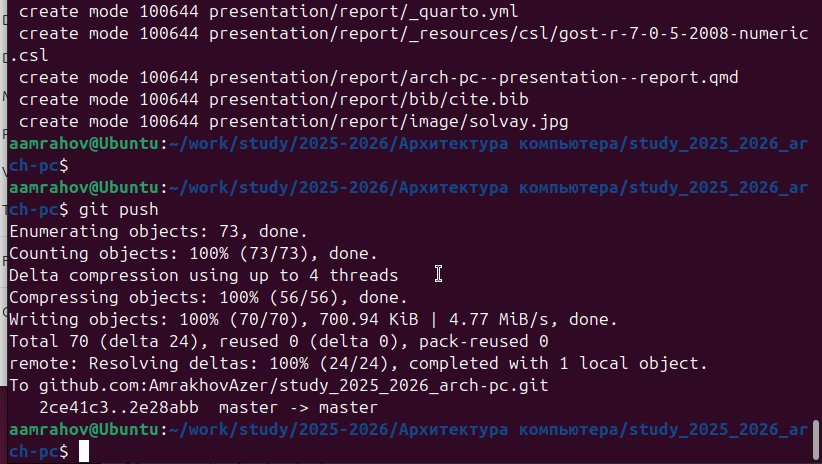 create mode 100644 presentation/report/_quarto.yml
create mode 100644 presentation/report/_resources/csl/gost-r-7-0-5-2008-numeric
.csl
create mode 100644 presentation/report/arch-pc--presentation--report.qmd
create mode 100644 presentation/report/bib/cite.bib
create mode 100644 presentation/report/image/solvay.jpg
aamrahov@Ubuntu:~/work/study/2025-2026/Архитектура компьютера/study_2025_2026_ar
ch-pc$
aamrahov@Ubuntu:~/work/study/2025-2026/Архитектура компьютера/study_2025_2026_ar
ch-pc$ git push
Enumerating objects: 73, done.
Counting objects: 100% (73/73), done.
Delta compression using up to 4 threads
Compressing objects: 100% (56/56), done.
Writing objects: 100% (70/70), 700.94 KiB | 4.77 MiB/s, done.
Total 70 (delta 24), reused 0 (delta 0), pack-reused 0
remote: Resolving deltas: 100% (24/24), completed with 1 local object.
To github.com:AmrakhovAzer/study_2025_2026_arch-pc.git
2ce41c3..2e28abb  master -> master
aamrahov@Ubuntu:~/work/study/2025-2026/Архитектура компьютера/study_2025_2026_ar
ch-pc$